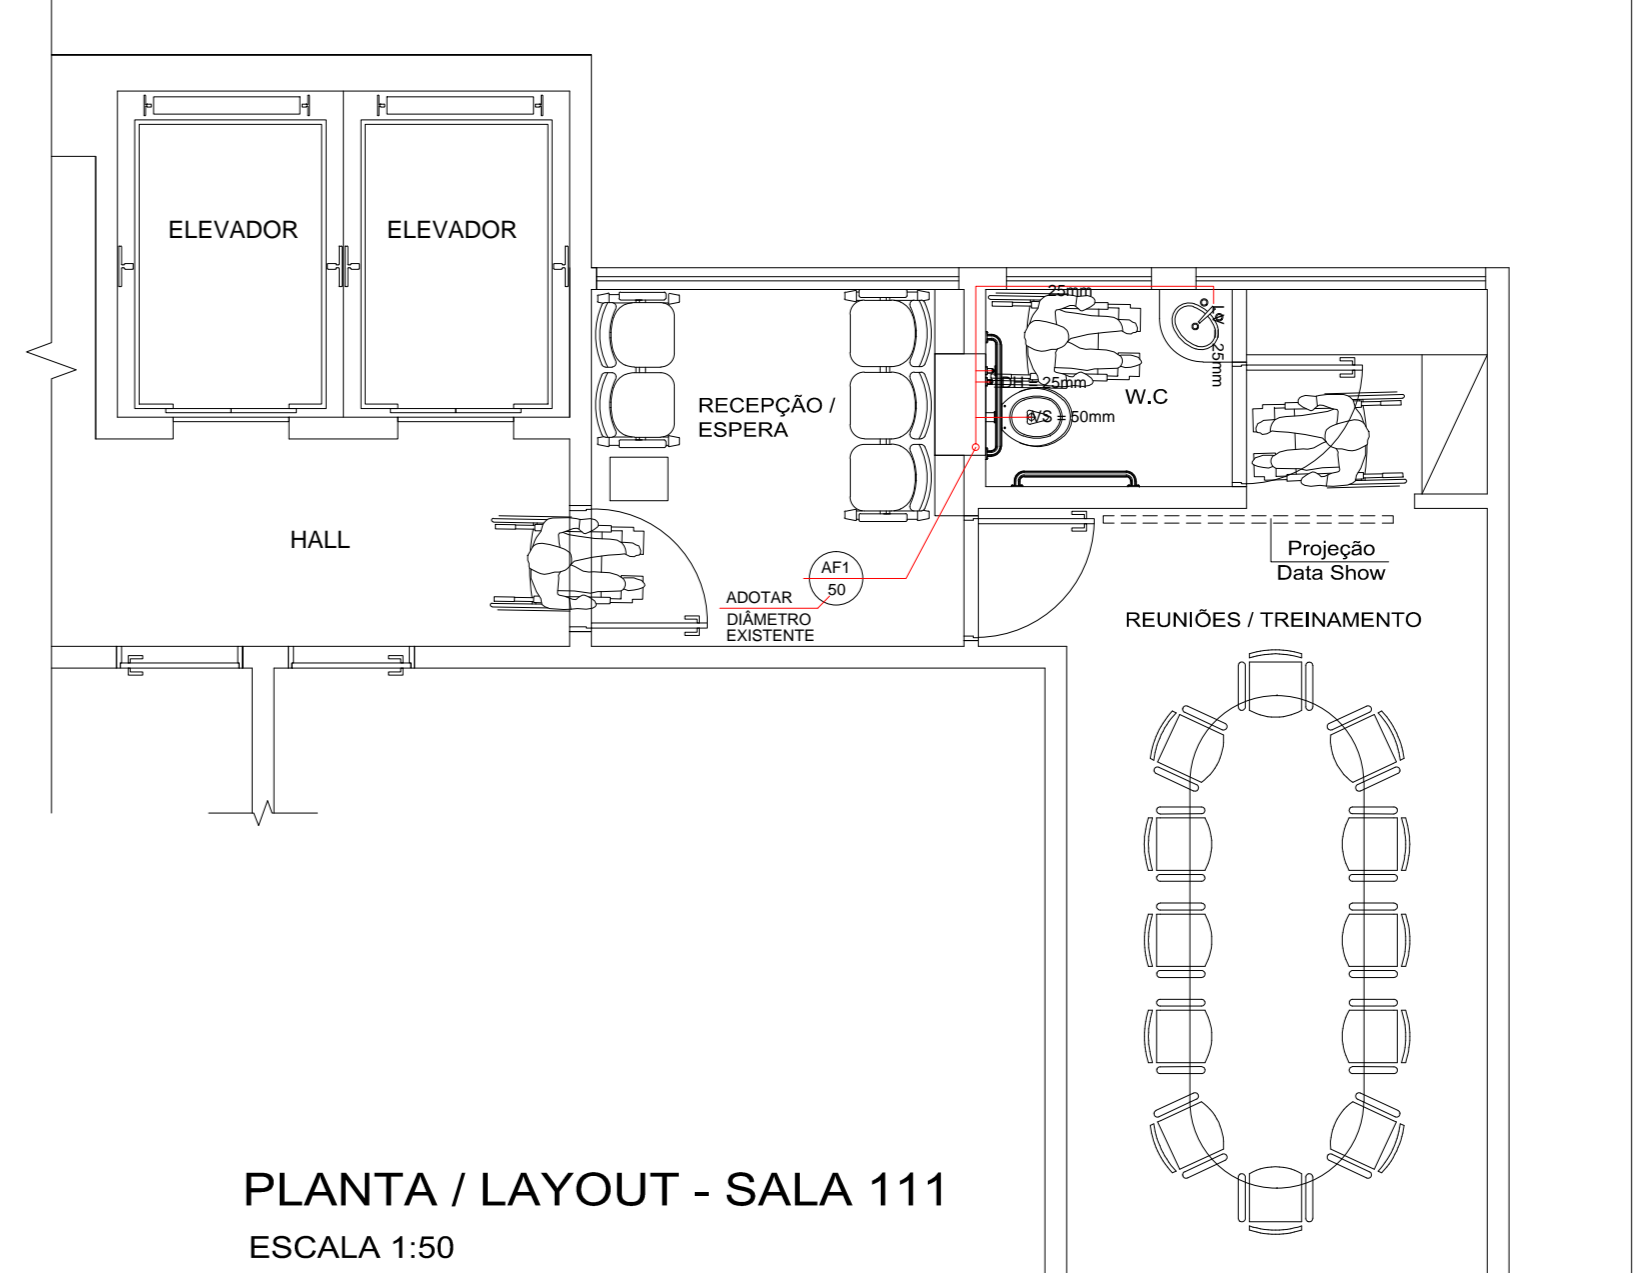 ELEVADOR
ELEVADOR
25mm
Lv = 25mm
DH = 25mm
W.C
VS = 50mm
RECEPÇÃO /
ESPERA
HALL
AF1
50
ADOTAR
DIÂMETRO
EXISTENTE
Projeção
Data Show
REUNIÕES / TREINAMENTO
PLANTA / LAYOUT - SALA 111
ESCALA 1:50